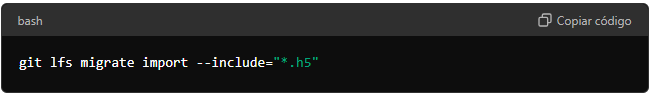 bash
Copiar código
git lfs migrate import --include="*.h5"